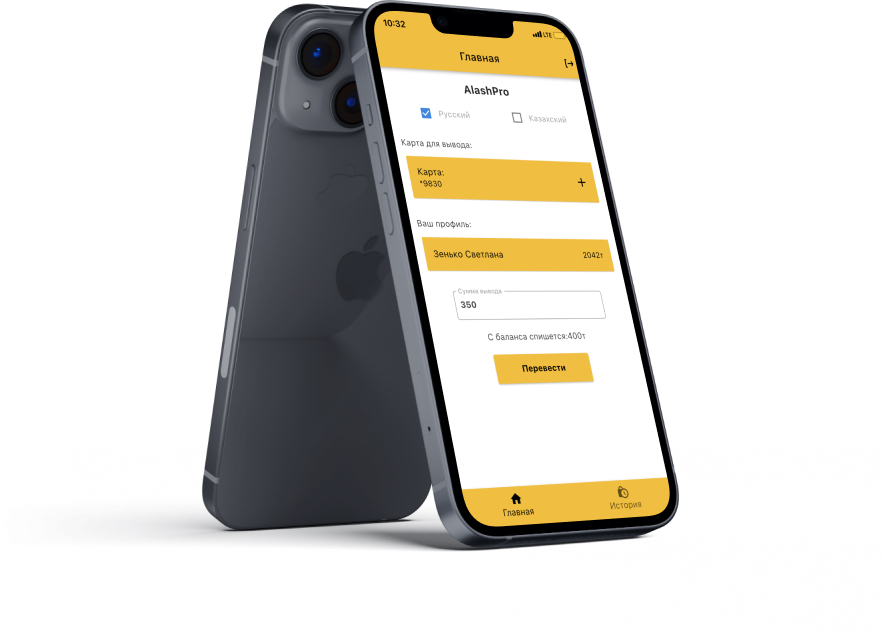 10:32
LTE
Главная
AlashPro
Русский
Казахский
Карта для вывода:
Карта:
*9830
+
Ваш профиль:
Зенько Светлана 2042т
Сумма вывода
350
С баланса спишется:400т
Перевести
Главная
История